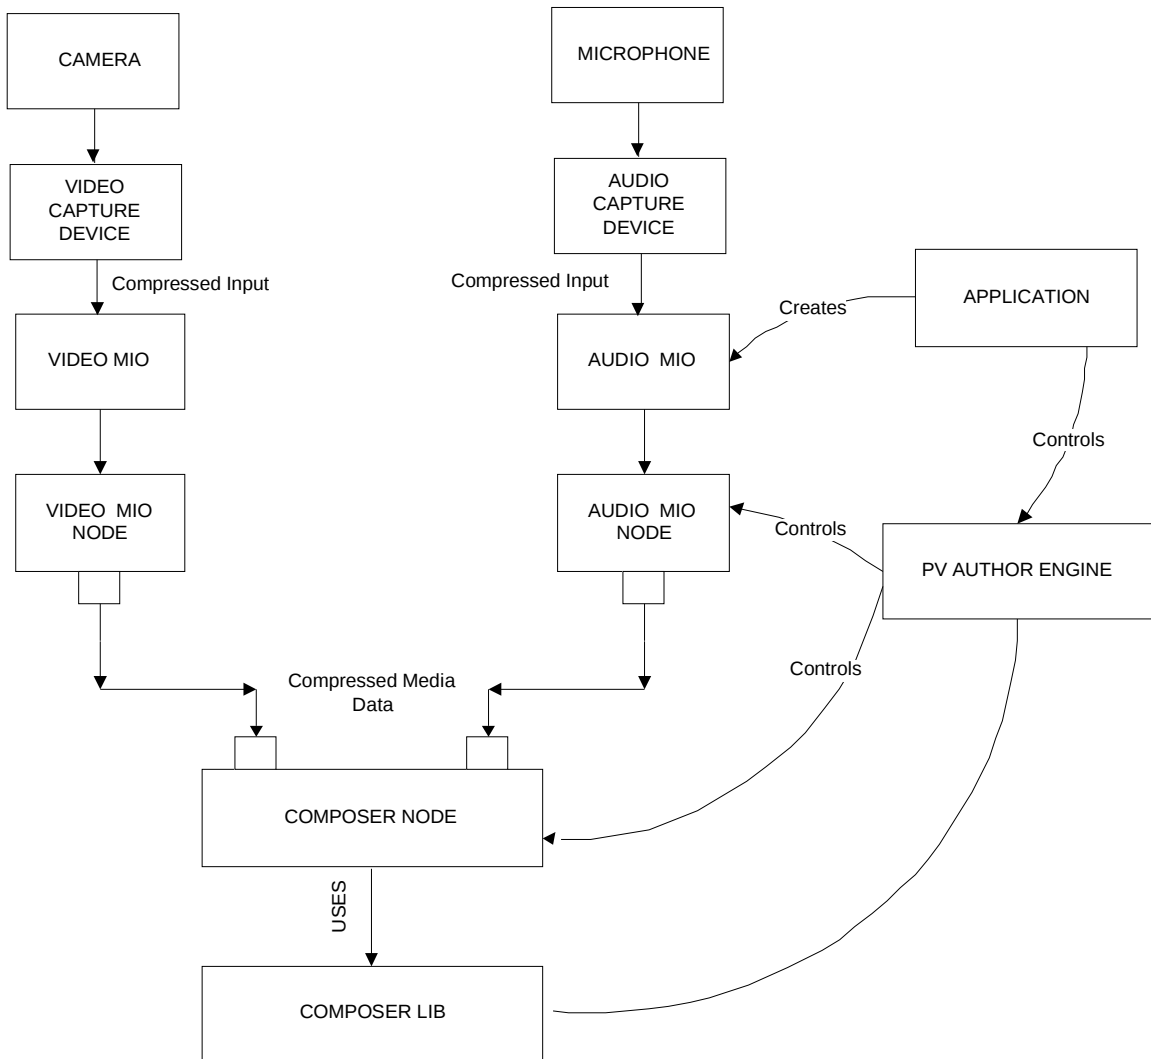 CAMERA
MICROPHONE
VIDEO
CAPTURE
DEVICE
AUDIO
CAPTURE
DEVICE
Compressed Input
Compressed Input
APPLICATION
Creates
VIDEO MIO
AUDIO MIO
Controls
VIDEO MIO
NODE
AUDIO MIO
NODE
Controls
PV AUTHOR ENGINE
Controls
Compressed Media
Data
COMPOSER NODE
USES
COMPOSER LIB